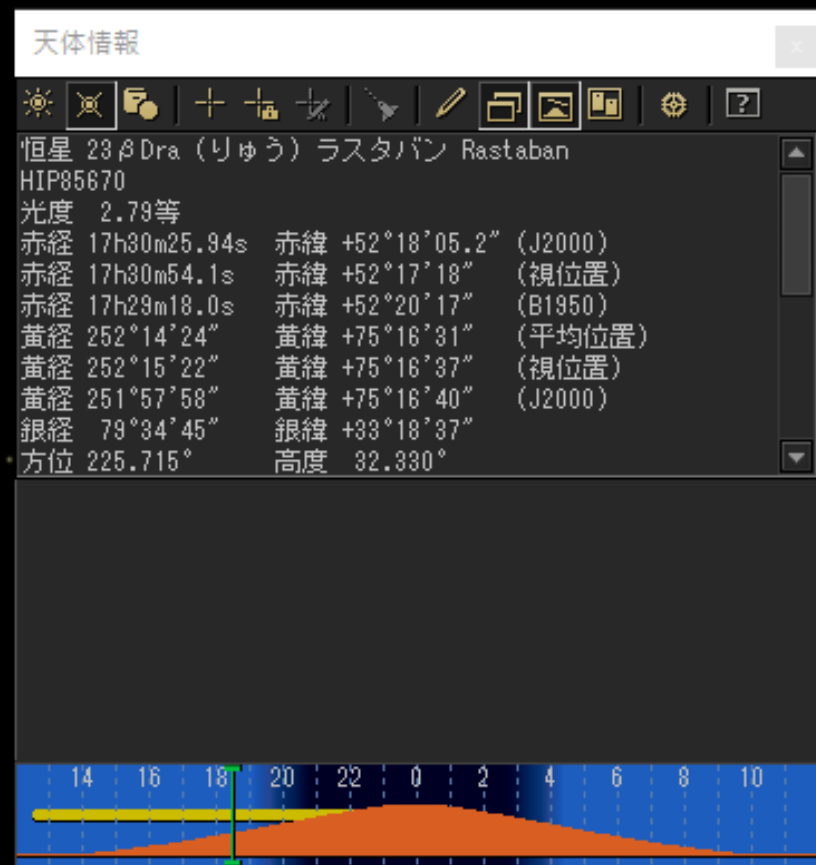 天体情報
恒星 23βDra (りゅう) ラスタバン Rastaban
HIP85670
光度 2.79等
赤経 17h30m25.94s 赤緯 +52°18'05.2" (J2000)
赤経 17h30m54.1s 赤緯 +52°17'18" (視位置)
赤経 17h29m18.0s 赤緯 +52°20'17" (B1950)
黄経 252°14'24" 黄緯 +75°16'31" (平均位置)
黄経 252°15'22" 黄緯 +75°16'37" (視位置)
黄経 251°57'58" 黄緯 +75°16'40" (J2000)
銀経 79°34'45" 銀緯 +33°18'37"
方位 225.715° 高度 32.330°
14 16 18 20 22 0 2 4 6 8 10